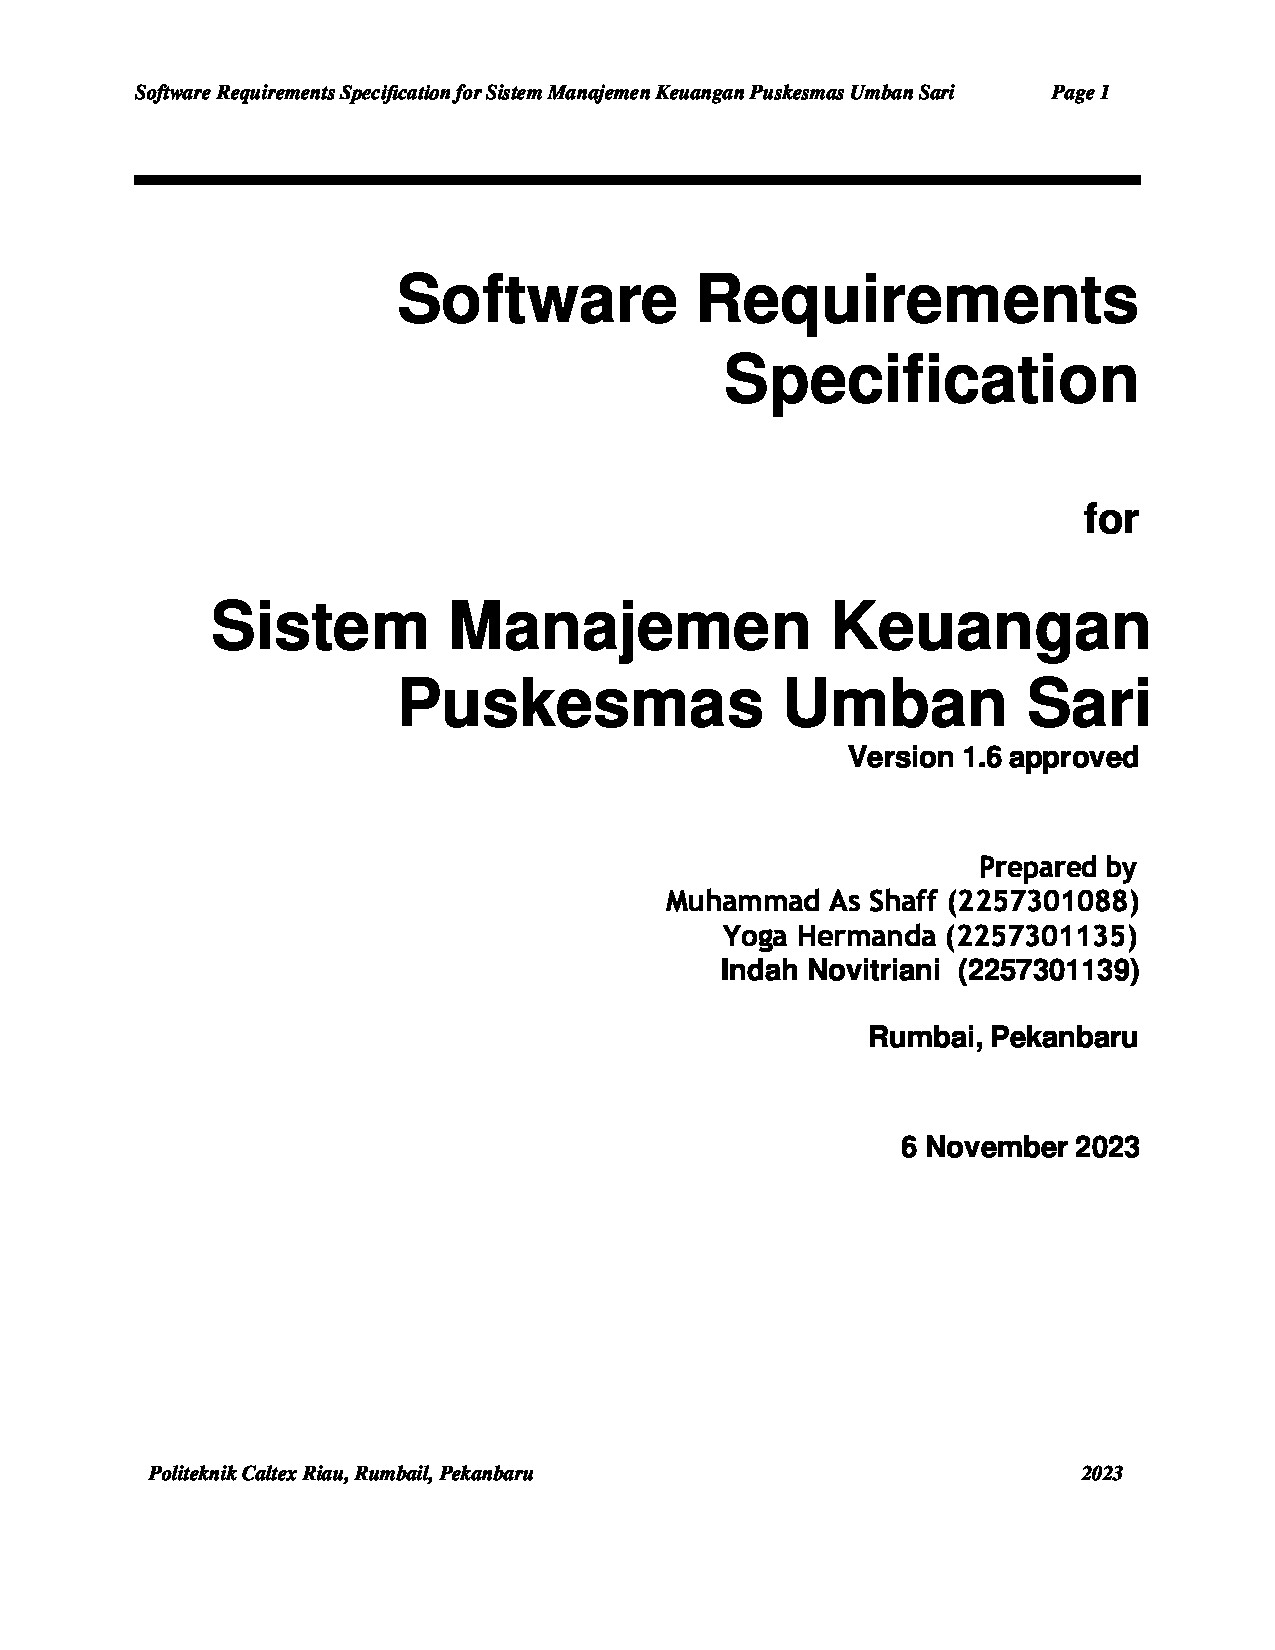 Software Requirements Specification for Sistem Manajemen Keuangan Puskesmas Umban Sari Page 1
Software Requirements
Specification
for
Sistem Manajemen Keuangan
Puskesmas Umban Sari
Version 1.6 approved
Prepared by
Muhammad As Shaff (2257301088)
Yoga Hermanda (2257301135)
Indah Novitriani (2257301139)
Rumbai, Pekanbaru
6 November 2023
Politeknik Caltex Riau, Rumbail, Pekanbaru 2023